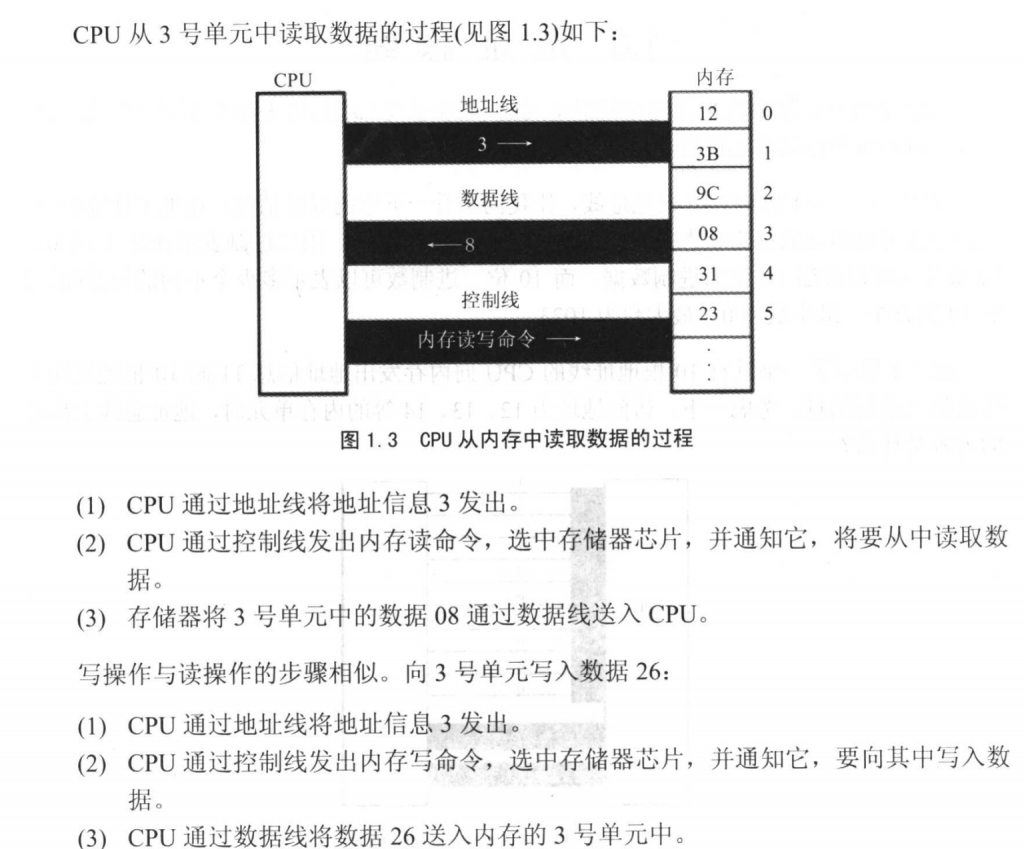 CPU 从 3 号单元中读取数据的过程(见图 1.3)如下：
CPU
内存
地址线
12 0
3 →
3B 1
数据线
9C 2
←8
08 3
31 4
控制线
23 5
内存读写命令 →
图 1.3 CPU 从内存中读取数据的过程
(1) CPU 通过地址线将地址信息 3 发出。
(2) CPU 通过控制线发出内存读命令，选中存储器芯片，并通知它，将要从中读取数
据。
(3) 存储器将 3 号单元中的数据 08 通过数据线送入 CPU。
写操作与读操作的步骤相似。向 3 号单元写入数据 26：
(1) CPU 通过地址线将地址信息 3 发出。
(2) CPU 通过控制线发出内存写命令，选中存储器芯片，并通知它，要向其中写入数
据。
(3) CPU 通过数据线将数据 26 送入内存的 3 号单元中。